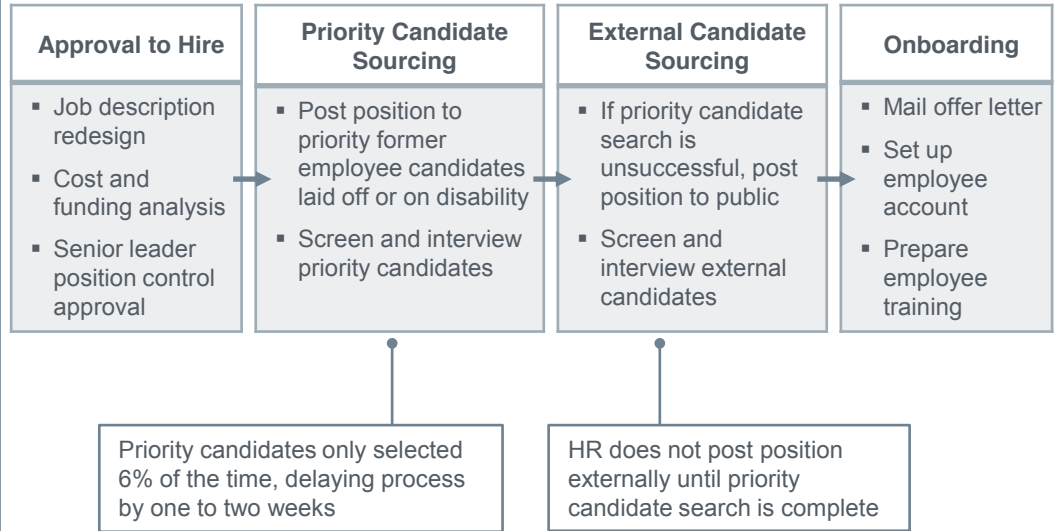 Approval to Hire
▪ Job description
redesign
▪ Cost and
funding analysis
▪ Senior leader
position control
approval
Priority Candidate
Sourcing
▪ Post position to
priority former
employee candidates
laid off or on disability
▪ Screen and interview
priority candidates
External Candidate
Sourcing
▪ If priority candidate
search is
unsuccessful, post
position to public
▪ Screen and
interview external
candidates
Onboarding
▪ Mail offer letter
▪ Set up
employee
account
▪ Prepare
employee
training
Priority candidates only selected
6% of the time, delaying process
by one to two weeks
HR does not post position
externally until priority
candidate search is complete